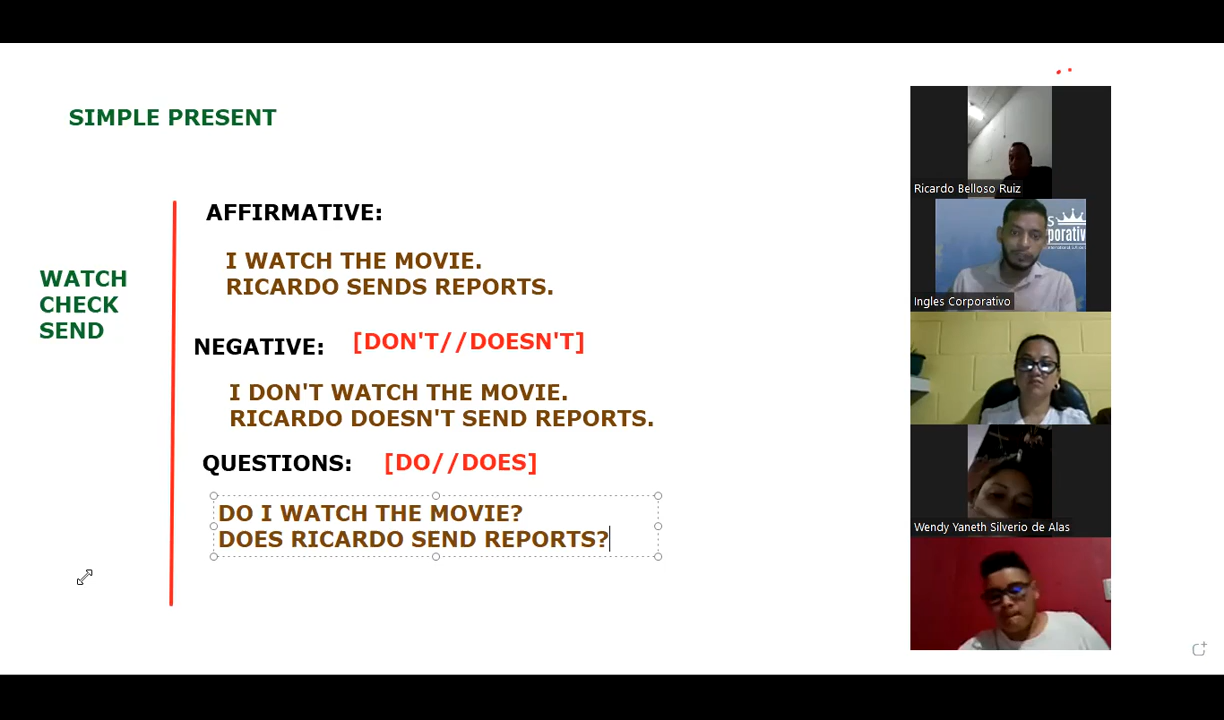 SIMPLE PRESENT
AFFIRMATIVE:
I WATCH THE MOVIE.
RICARDO SENDS REPORTS.
WATCH
CHECK
SEND
NEGATIVE: [DON'T//DOESN'T]
I DON'T WATCH THE MOVIE.
RICARDO DOESN'T SEND REPORTS.
QUESTIONS: [DO//DOES]
DO I WATCH THE MOVIE?
DOES RICARDO SEND REPORTS?
Ricardo Belloso Ruiz
Ingles Corporativo
Wendy Yaneth Silverio de Alas